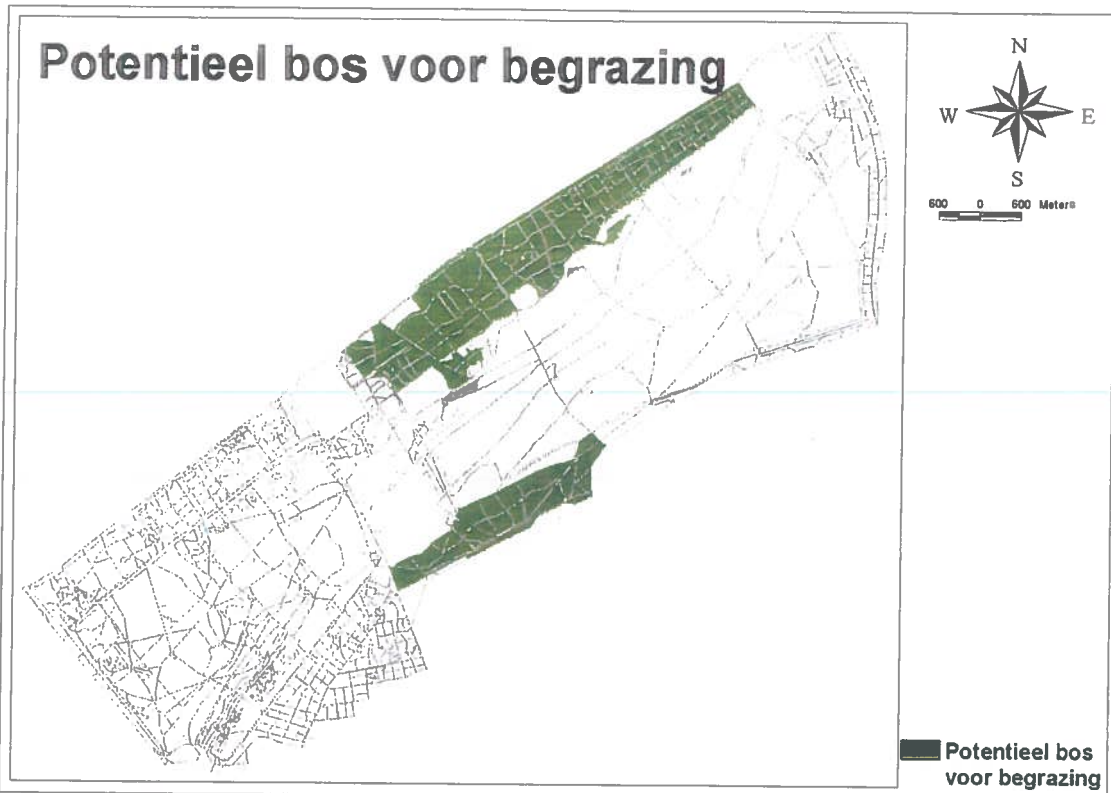 Potentieel bos voor begrazing
N
W E
S
600 0 600 Meters
Potentieel bos
voor begrazing